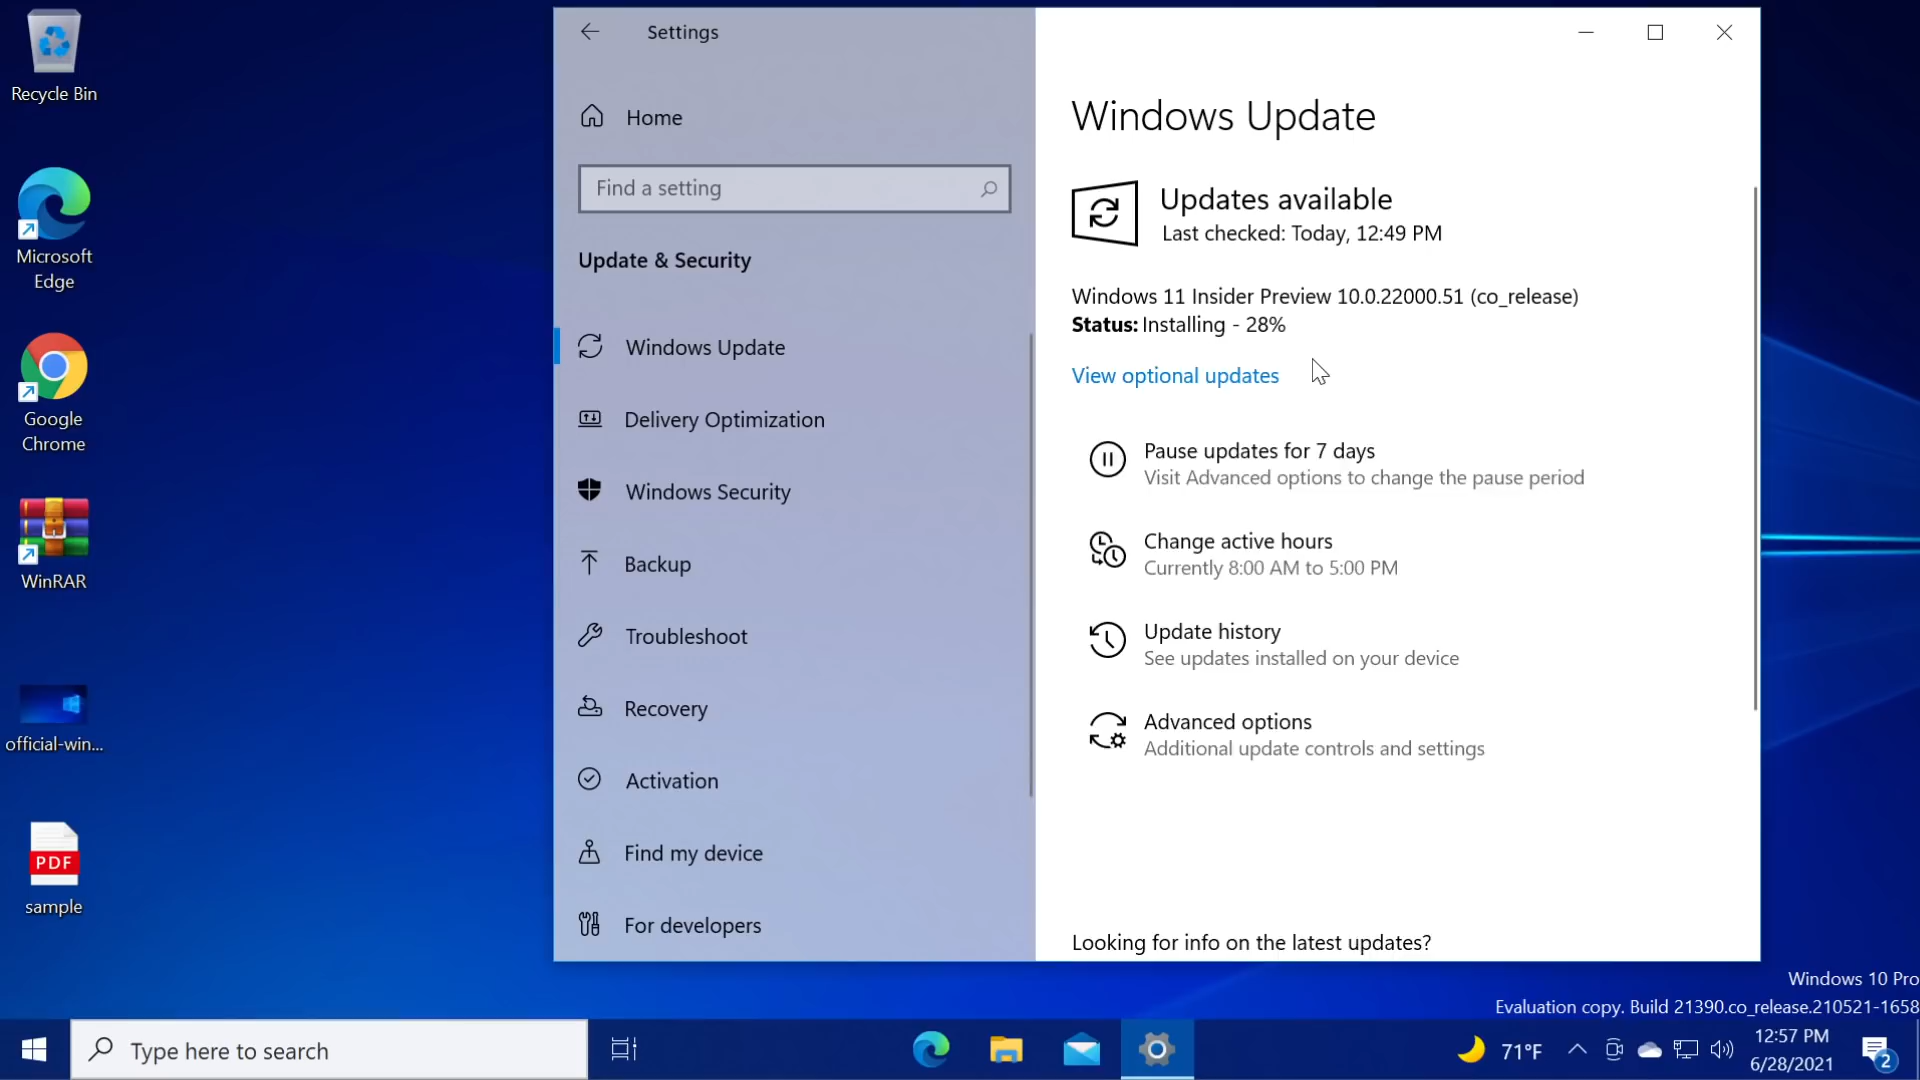 Recycle Bin
Microsoft
Edge
Google
Chrome
WinRAR
official-win...
PDF
sample
Settings
Home
Find a setting
Update & Security
Windows Update
Delivery Optimization
Windows Security
Backup
Troubleshoot
Recovery
Activation
Find my device
For developers
Windows Update
Updates available
Last checked: Today, 12:49 PM
Windows 11 Insider Preview 10.0.22000.51 (co_release)
Status: Installing - 28%
View optional updates
Pause updates for 7 days
Visit Advanced options to change the pause period
Change active hours
Currently 8:00 AM to 5:00 PM
Update history
See updates installed on your device
Advanced options
Additional update controls and settings
Looking for info on the latest updates?
Windows 10 Pro
Evaluation copy. Build 21390.co_release.210521-1658
Type here to search
71°F
12:57 PM
6/28/2021
2